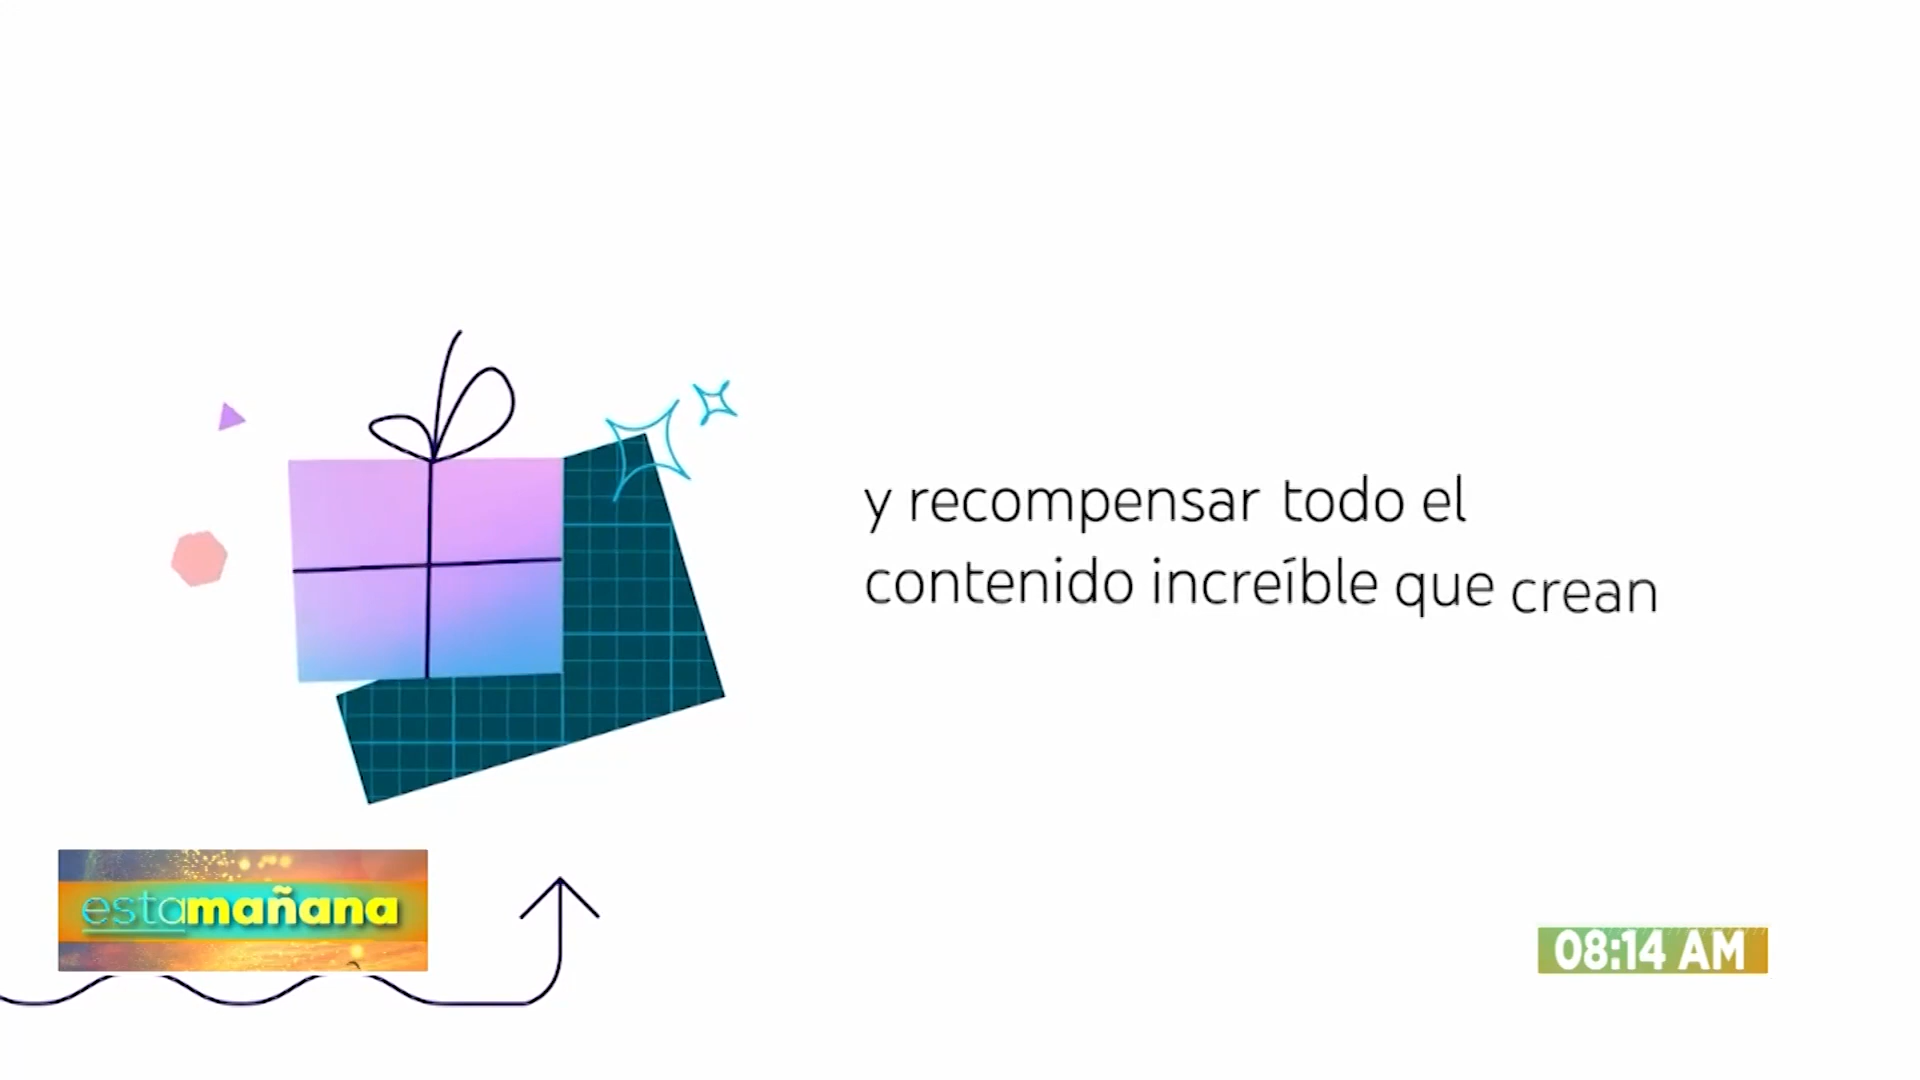 y recompensar todo el
contenido increíble que crean
estamañana
08:14 AM